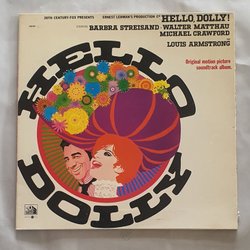 20TH CENTURY-FOX PRESENTS ERNEST LEHMAN'S PRODUCTION OF "HELLO, DOLLY!"
STARRING BARBRA STREISAND · WALTER MATTHAU
MICHAEL CRAWFORD
LOUIS ARMSTRONG
Original motion picture
soundtrack album.
HELLO
DOLLY